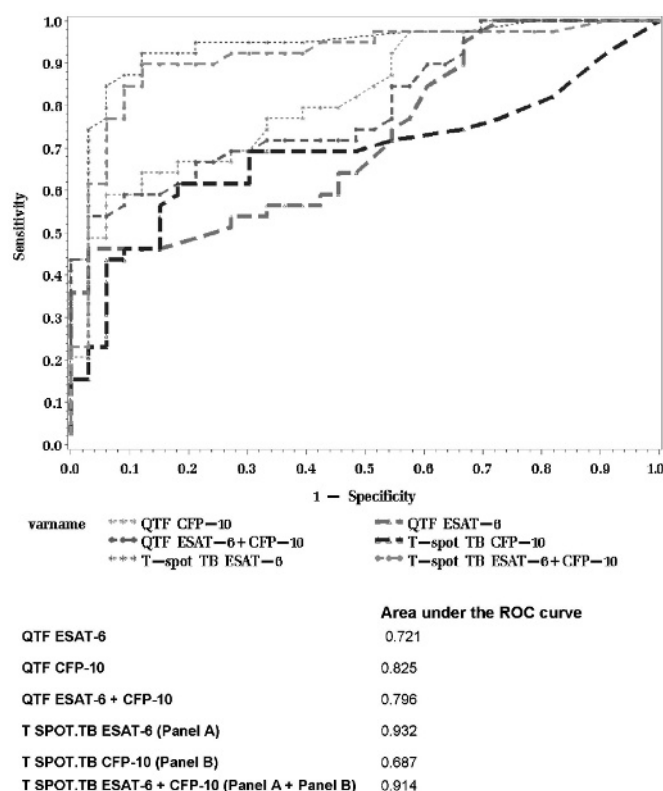 1.0
0.9
0.8
0.7
0.6
0.5
0.4
0.3
0.2
0.1
0.0
Sensitivity
0.0 0.1 0.2 0.3 0.4 0.5 0.6 0.7 0.8 0.9 1.0
1 — Specificity
varname QTF CFP—10 QTF ESAT—6
QTF ESAT—6+CFP—10 T—spot TB CFP—10
T—spot TB ESAT—6 T—spot TB ESAT—6+CFP—10
Area under the ROC curve
QTF ESAT-6 0.721
QTF CFP-10 0.825
QTF ESAT-6 + CFP-10 0.796
T SPOT.TB ESAT-6 (Panel A) 0.932
T SPOT.TB CFP-10 (Panel B) 0.687
T SPOT.TB ESAT-6 + CFP-10 (Panel A + Panel B) 0.914